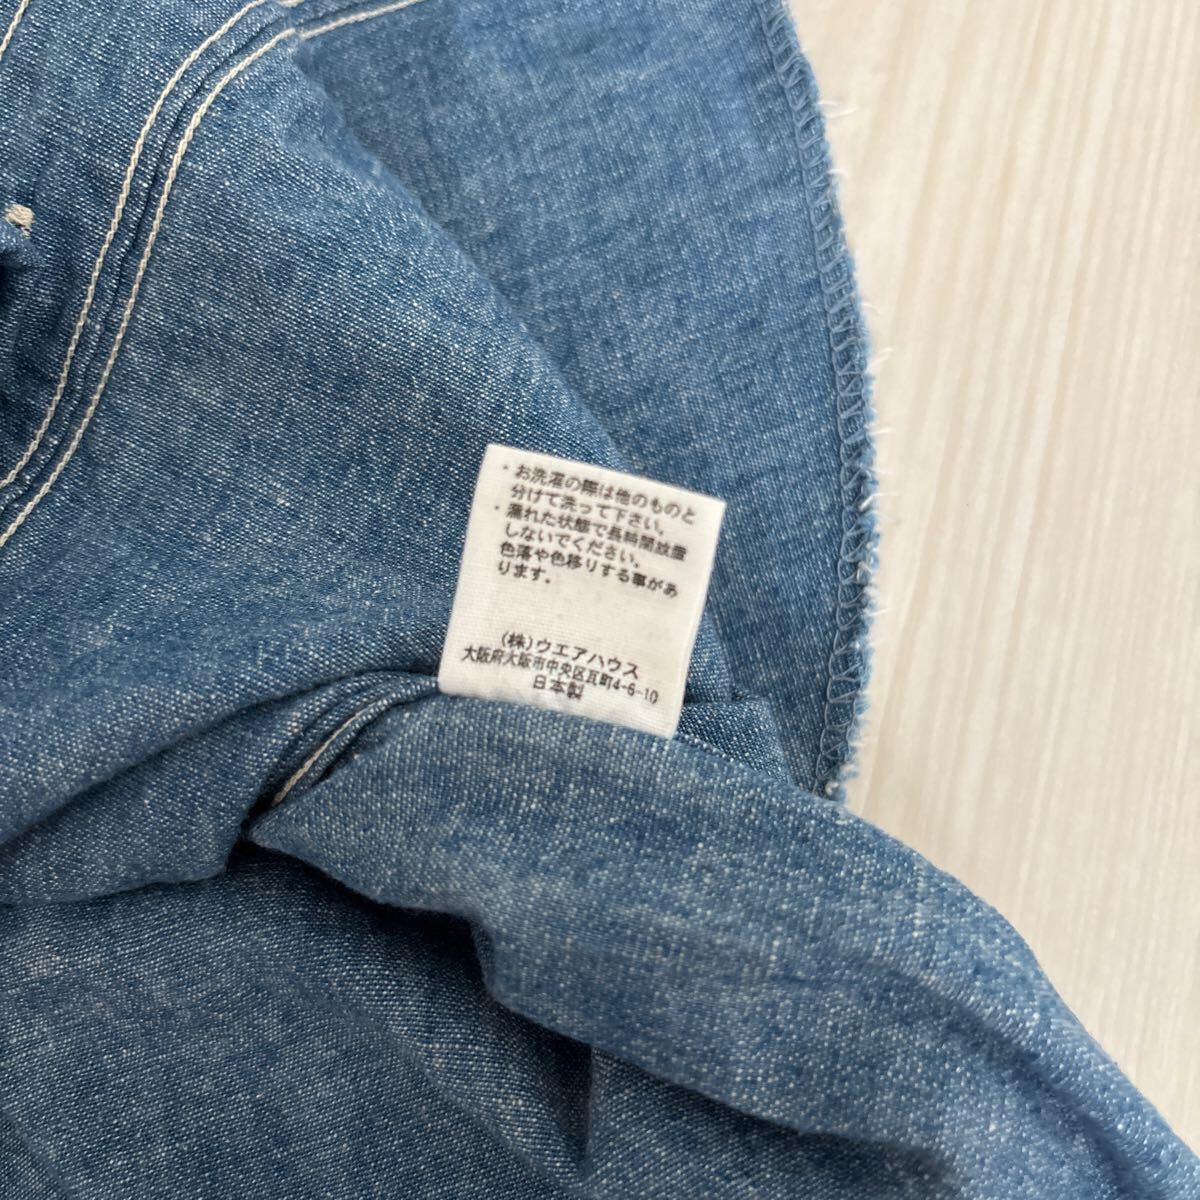 ・お洗濯の際は他のものと
分けて洗って下さい。
・濡れた状態で長時間放置
しないでください。
色落や色移りする事があ
ります。
(株)ウエアハウス
大阪府大阪市中央区瓦町4-6-10
日本製